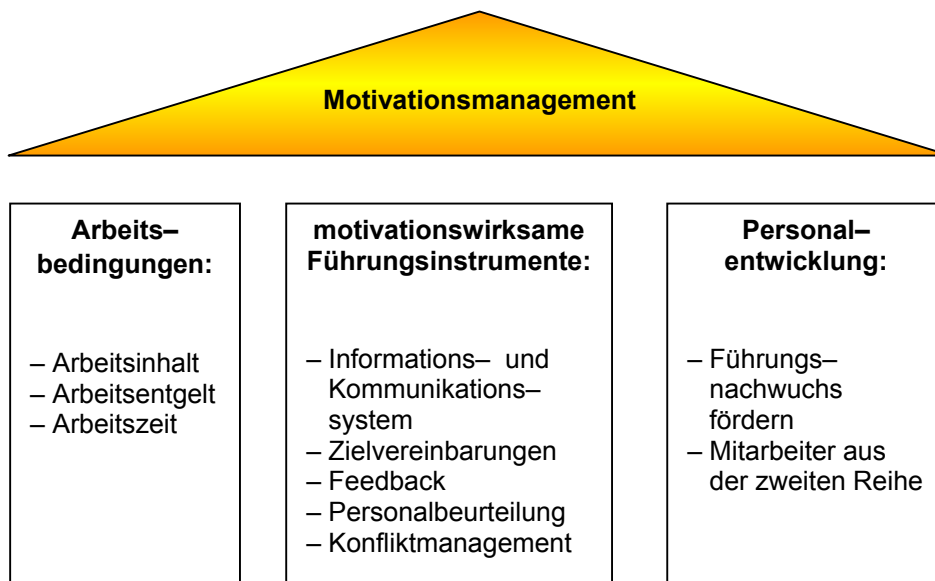 Motivationsmanagement
Arbeits–
bedingungen:
– Arbeitsinhalt
– Arbeitsentgelt
– Arbeitszeit
motivationswirksame
Führungsinstrumente:
– Informations– und
Kommunikations–
system
– Zielvereinbarungen
– Feedback
– Personalbeurteilung
– Konfliktmanagement
Personal–
entwicklung:
– Führungs–
nachwuchs
fördern
– Mitarbeiter aus
der zweiten Reihe